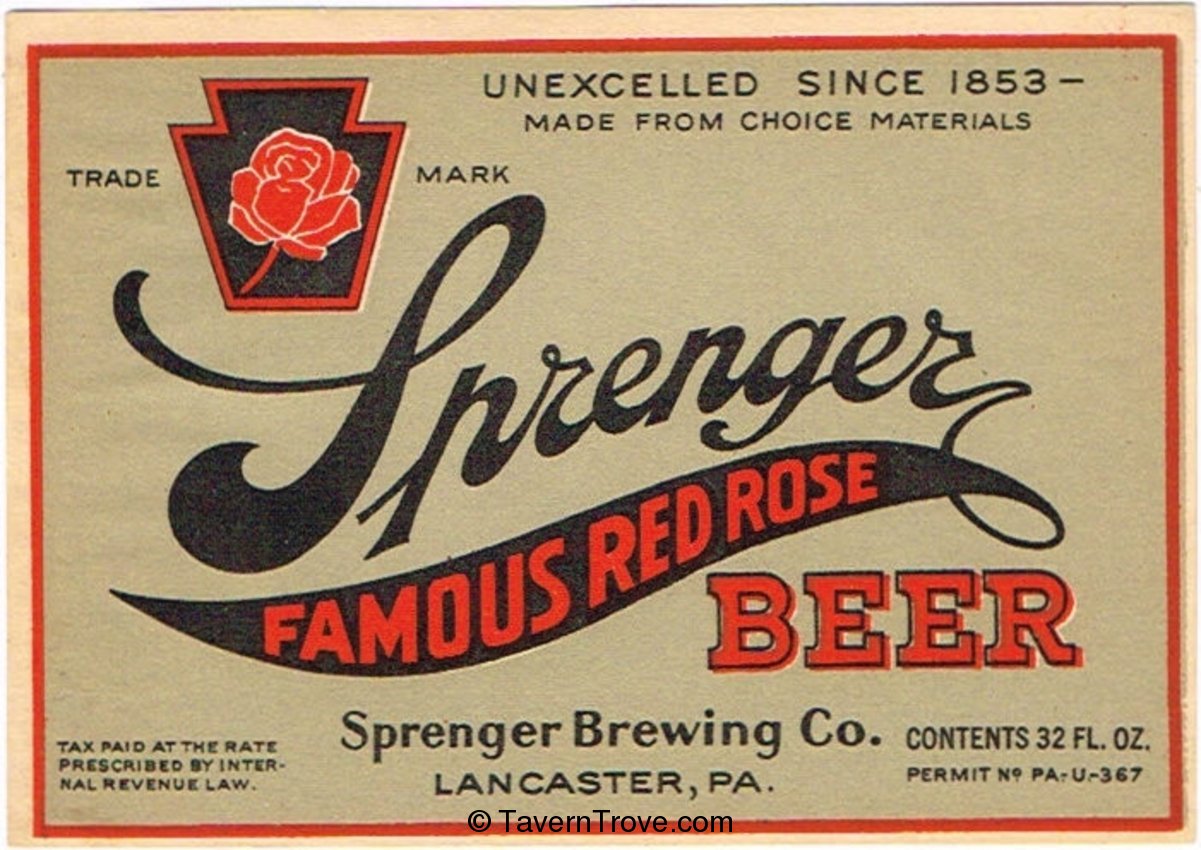 UNEXCELLED SINCE 1853 –
MADE FROM CHOICE MATERIALS
TRADE MARK
Sprenger
FAMOUS RED ROSE
BEER
Sprenger Brewing Co.
LANCASTER, PA.
TAX PAID AT THE RATE
PRESCRIBED BY INTER-
NAL REVENUE LAW.
CONTENTS 32 FL. OZ.
PERMIT Nº PA.-U.-367
© TavernTrove.com